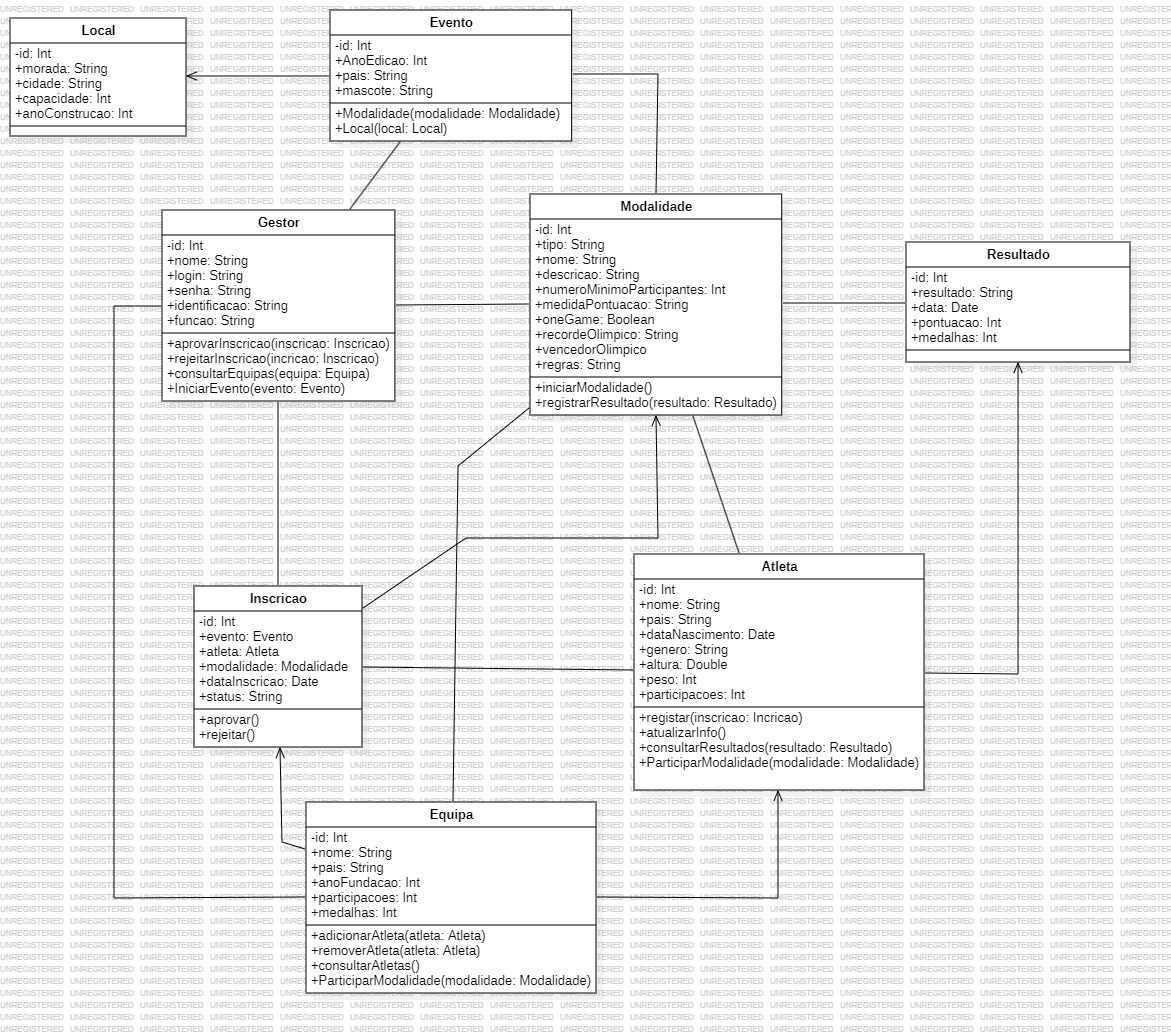 Local
-id: Int
+morada: String
+cidade: String
+capacidade: Int
+anoConstrucao: Int
Evento
-id: Int
+AnoEdicao: Int
+pais: String
+mascote: String
+Modalidade(modalidade: Modalidade)
+Local(local: Local)
Gestor
-id: Int
+nome: String
+login: String
+senha: String
+identificacao: String
+funcao: String
+aprovarInscricao(inscricao: Inscricao)
+rejeitarInscricao(incricao: Inscricao)
+consultarEquipas(equipa: Equipa)
+IniciarEvento(evento: Evento)
Modalidade
-id: Int
+tipo: String
+nome: String
+descricao: String
+numeroMinimoParticipantes: Int
+medidaPontuacao: String
+oneGame: Boolean
+recordeOlimpico: String
+vencedorOlimpico
+regras: String
+iniciarModalidade()
+registrarResultado(resultado: Resultado)
Resultado
-id: Int
+resultado: String
+data: Date
+pontuacao: Int
+medalhas: Int
Inscricao
-id: Int
+evento: Evento
+atleta: Atleta
+modalidade: Modalidade
+dataInscricao: Date
+status: String
+aprovar()
+rejeitar()
Atleta
-id: Int
+nome: String
+pais: String
+dataNascimento: Date
+genero: String
+altura: Double
+peso: Int
+participacoes: Int
+registar(inscricao: Incricao)
+atualizarInfo()
+consultarResultados(resultado: Resultado)
+ParticiparModalidade(modalidade: Modalidade)
Equipa
-id: Int
+nome: String
+pais: String
+anoFundacao: Int
+participacoes: Int
+medalhas: Int
+adicionarAtleta(atleta: Atleta)
+removerAtleta(atleta: Atleta)
+consultarAtletas()
+ParticiparModalidade(modalidade: Modalidade)
UNREGISTERED